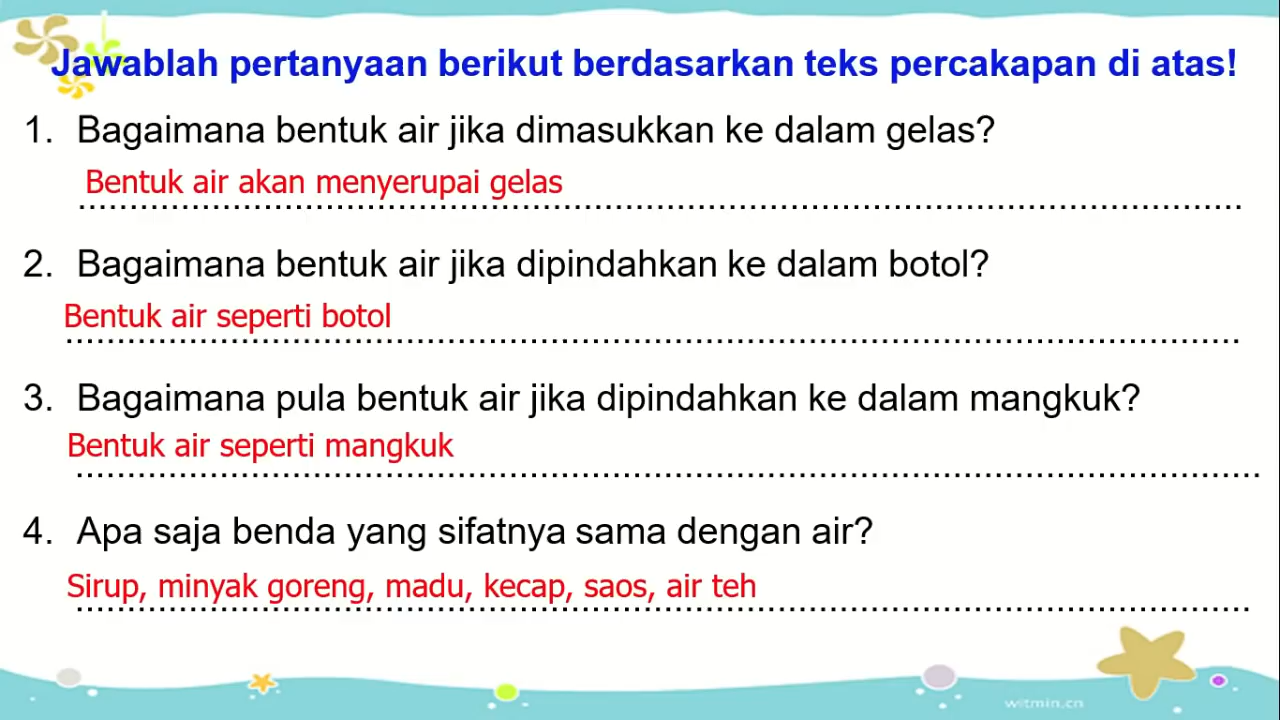 Jawablah pertanyaan berikut berdasarkan teks percakapan di atas!
1. Bagaimana bentuk air jika dimasukkan ke dalam gelas?
Bentuk air akan menyerupai gelas
2. Bagaimana bentuk air jika dipindahkan ke dalam botol?
Bentuk air seperti botol
3. Bagaimana pula bentuk air jika dipindahkan ke dalam mangkuk?
Bentuk air seperti mangkuk
4. Apa saja benda yang sifatnya sama dengan air?
Sirup, minyak goreng, madu, kecap, saos, air teh
witmin.cn